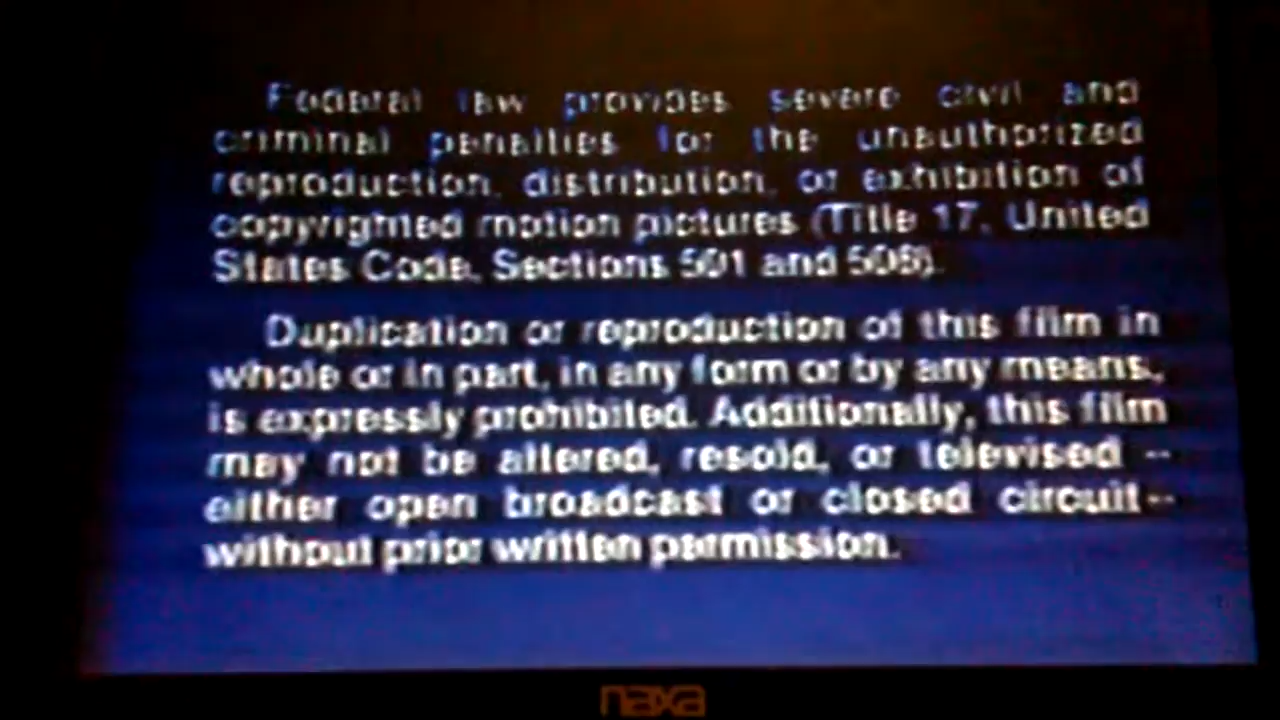 Federal law provides severe civil and
criminal penalties for the unauthorized
reproduction, distribution, or exhibition of
copyrighted motion pictures (Title 17, United
States Code, Sections 501 and 506).
Duplication or reproduction of this film in
whole or in part, in any form or by any means,
is expressly prohibited. Additionally, this film
may not be altered, resold, or televised --
either open broadcast or closed circuit--
without prior written permission.
naxa